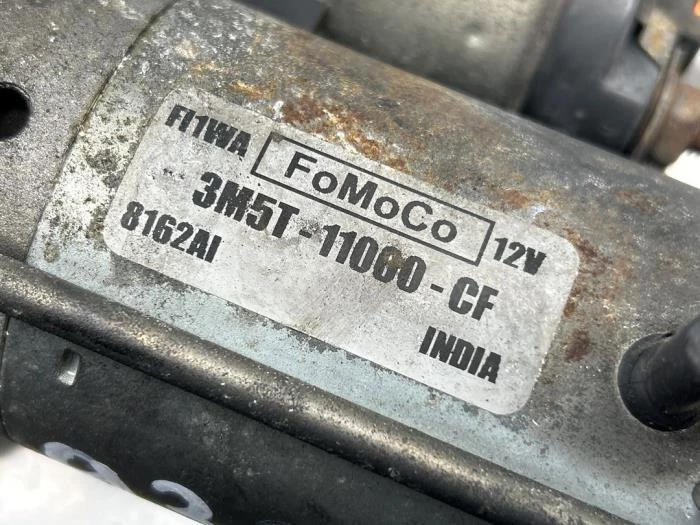 FI1WA FoMoCo 12V
3M5T-11000-CF
8162AI
INDIA